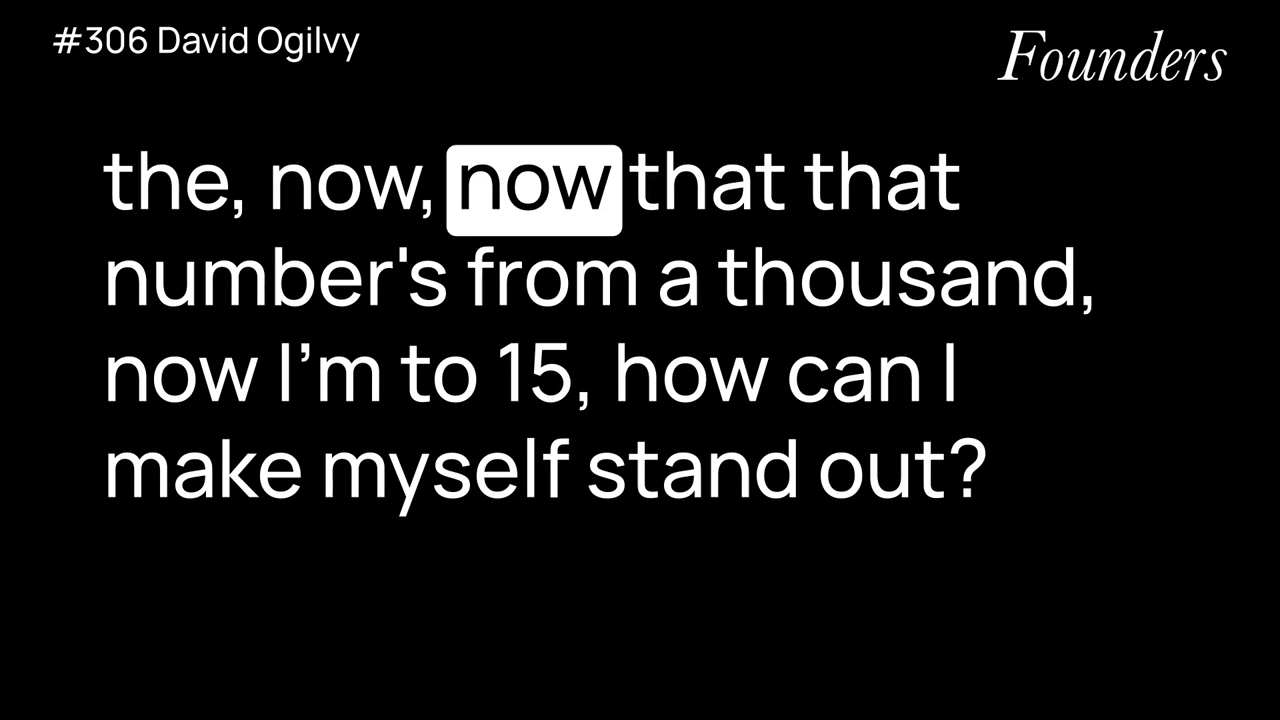 #306 David Ogilvy
Founders
the, now, now that that
number's from a thousand,
now I’m to 15, how can I
make myself stand out?